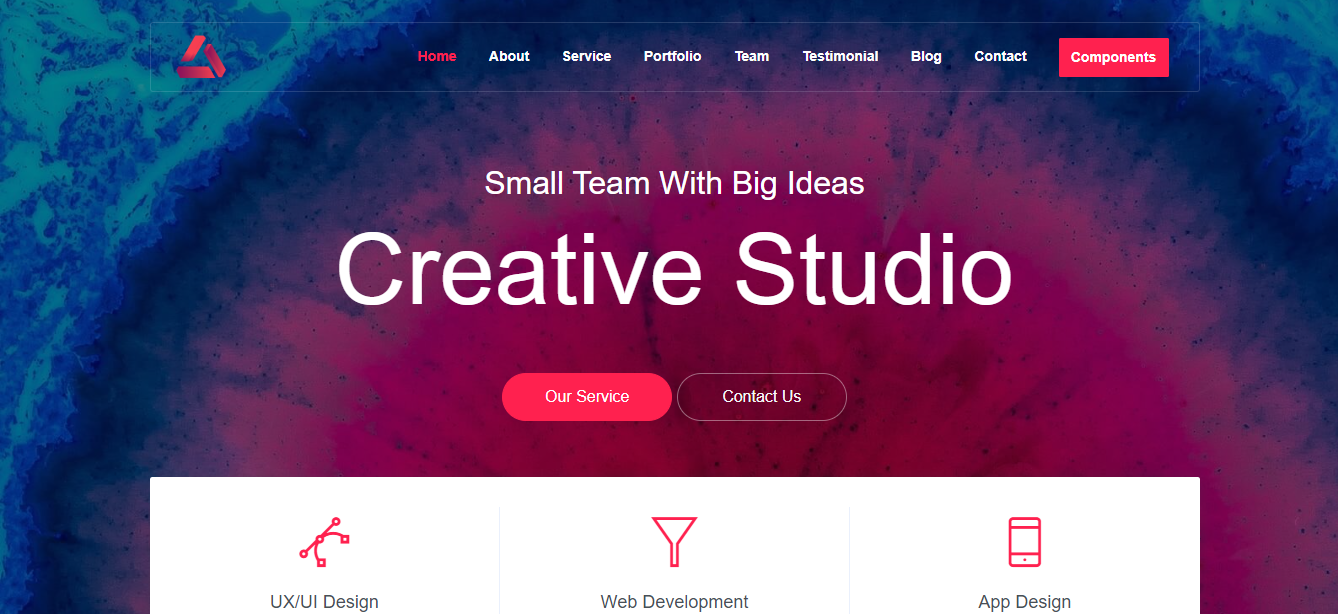 Home About Service Portfolio Team Testimonial Blog Contact Components
Small Team With Big Ideas
Creative Studio
Our Service Contact Us
UX/UI Design Web Development App Design